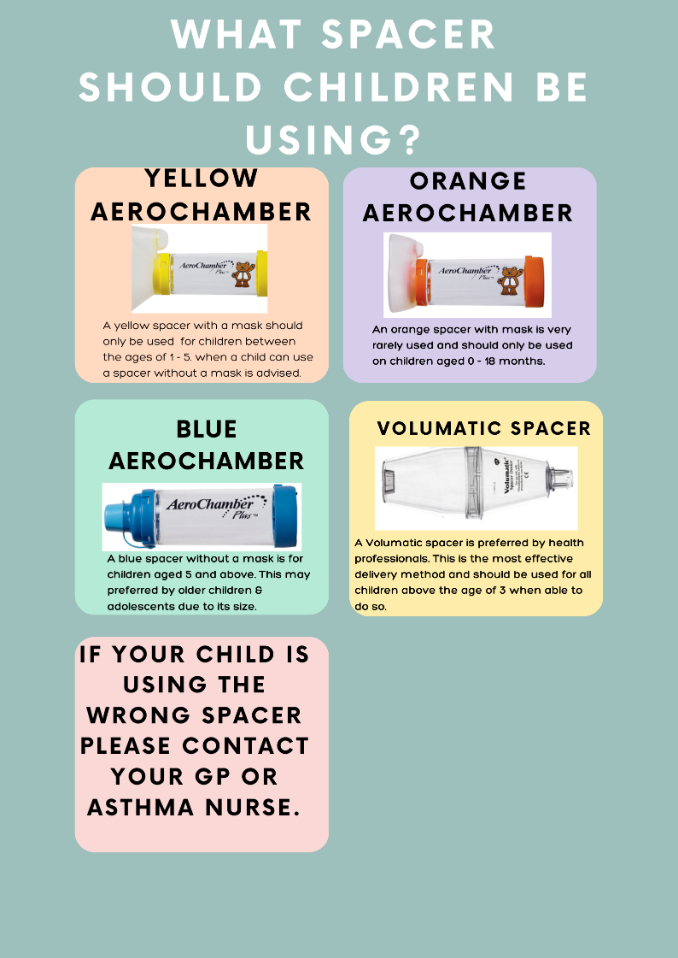 WHAT SPACER
SHOULD CHILDREN BE
USING?
YELLOW
AEROCHAMBER
AeroChamber
Plus™
A yellow spacer with a mask should
only be used for children between
the ages of 1 - 5. when a child can use
a spacer without a mask is advised.
ORANGE
AEROCHAMBER
AeroChamber
Plus™
An orange spacer with mask is very
rarely used and should only be used
on children aged 0 - 18 months.
BLUE
AEROCHAMBER
AeroChamber
Plus™
A blue spacer without a mask is for
children aged 5 and above. This may
preferred by older children &
adolescents due to its size.
VOLUMATIC SPACER
Volumatic
A Volumatic spacer is preferred by health
professionals. This is the most effective
delivery method and should be used for all
children above the age of 3 when able to
do so.
IF YOUR CHILD IS
USING THE
WRONG SPACER
PLEASE CONTACT
YOUR GP OR
ASTHMA NURSE.